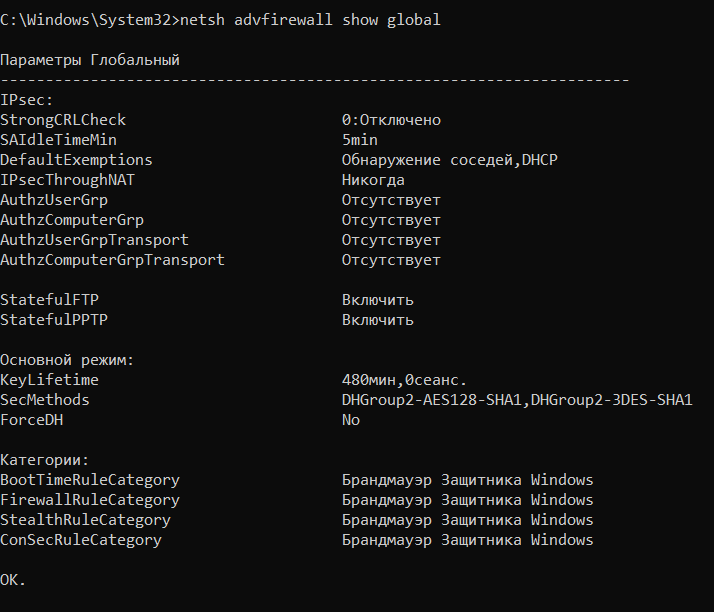 C:\Windows\System32>netsh advfirewall show global
Параметры Глобальный
----------------------------------------------------------------------
IPsec:
StrongCRLCheck                          0:Отключено
SAIdleTimeMin                           5min
DefaultExemptions                       Обнаружение соседей,DHCP
IPsecThroughNAT                         Никогда
AuthzUserGrp                            Отсутствует
AuthzComputerGrp                        Отсутствует
AuthzUserGrpTransport                   Отсутствует
AuthzComputerGrpTransport               Отсутствует
StatefulFTP                             Включить
StatefulPPTP                            Включить
Основной режим:
KeyLifetime                             480мин,0сеанс.
SecMethods                              DHGroup2-AES128-SHA1,DHGroup2-3DES-SHA1
ForceDH                                 No
Категории:
BootTimeRuleCategory                    Брандмауэр Защитника Windows
FirewallRuleCategory                    Брандмауэр Защитника Windows
StealthRuleCategory                     Брандмауэр Защитника Windows
ConSecRuleCategory                      Брандмауэр Защитника Windows
ОК.